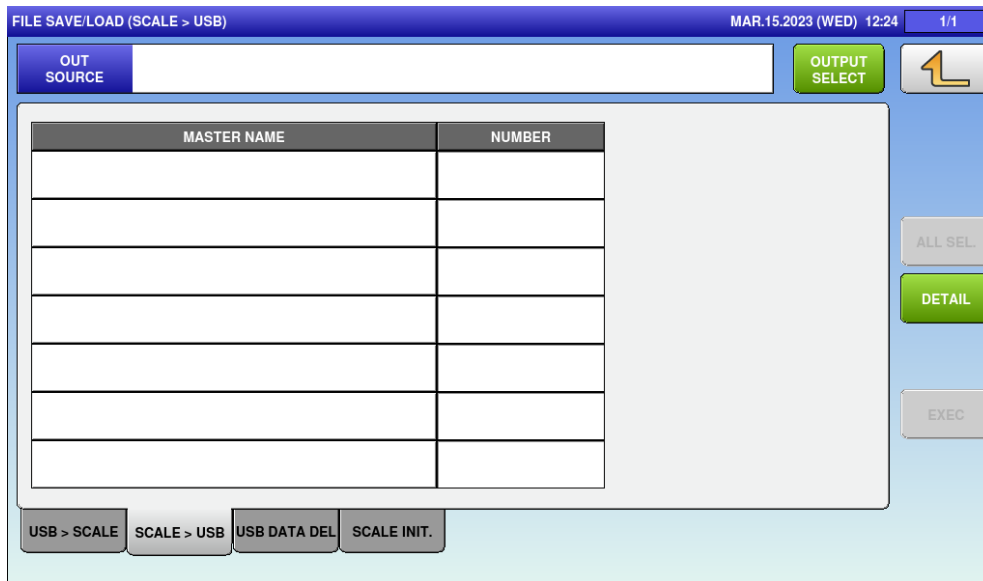 FILE SAVE/LOAD (SCALE > USB)
MAR.15.2023 (WED) 12:24
1/1
OUT
SOURCE
OUTPUT
SELECT
MASTER NAME
NUMBER
ALL SEL.
DETAIL
EXEC
USB > SCALE
SCALE > USB
USB DATA DEL
SCALE INIT.